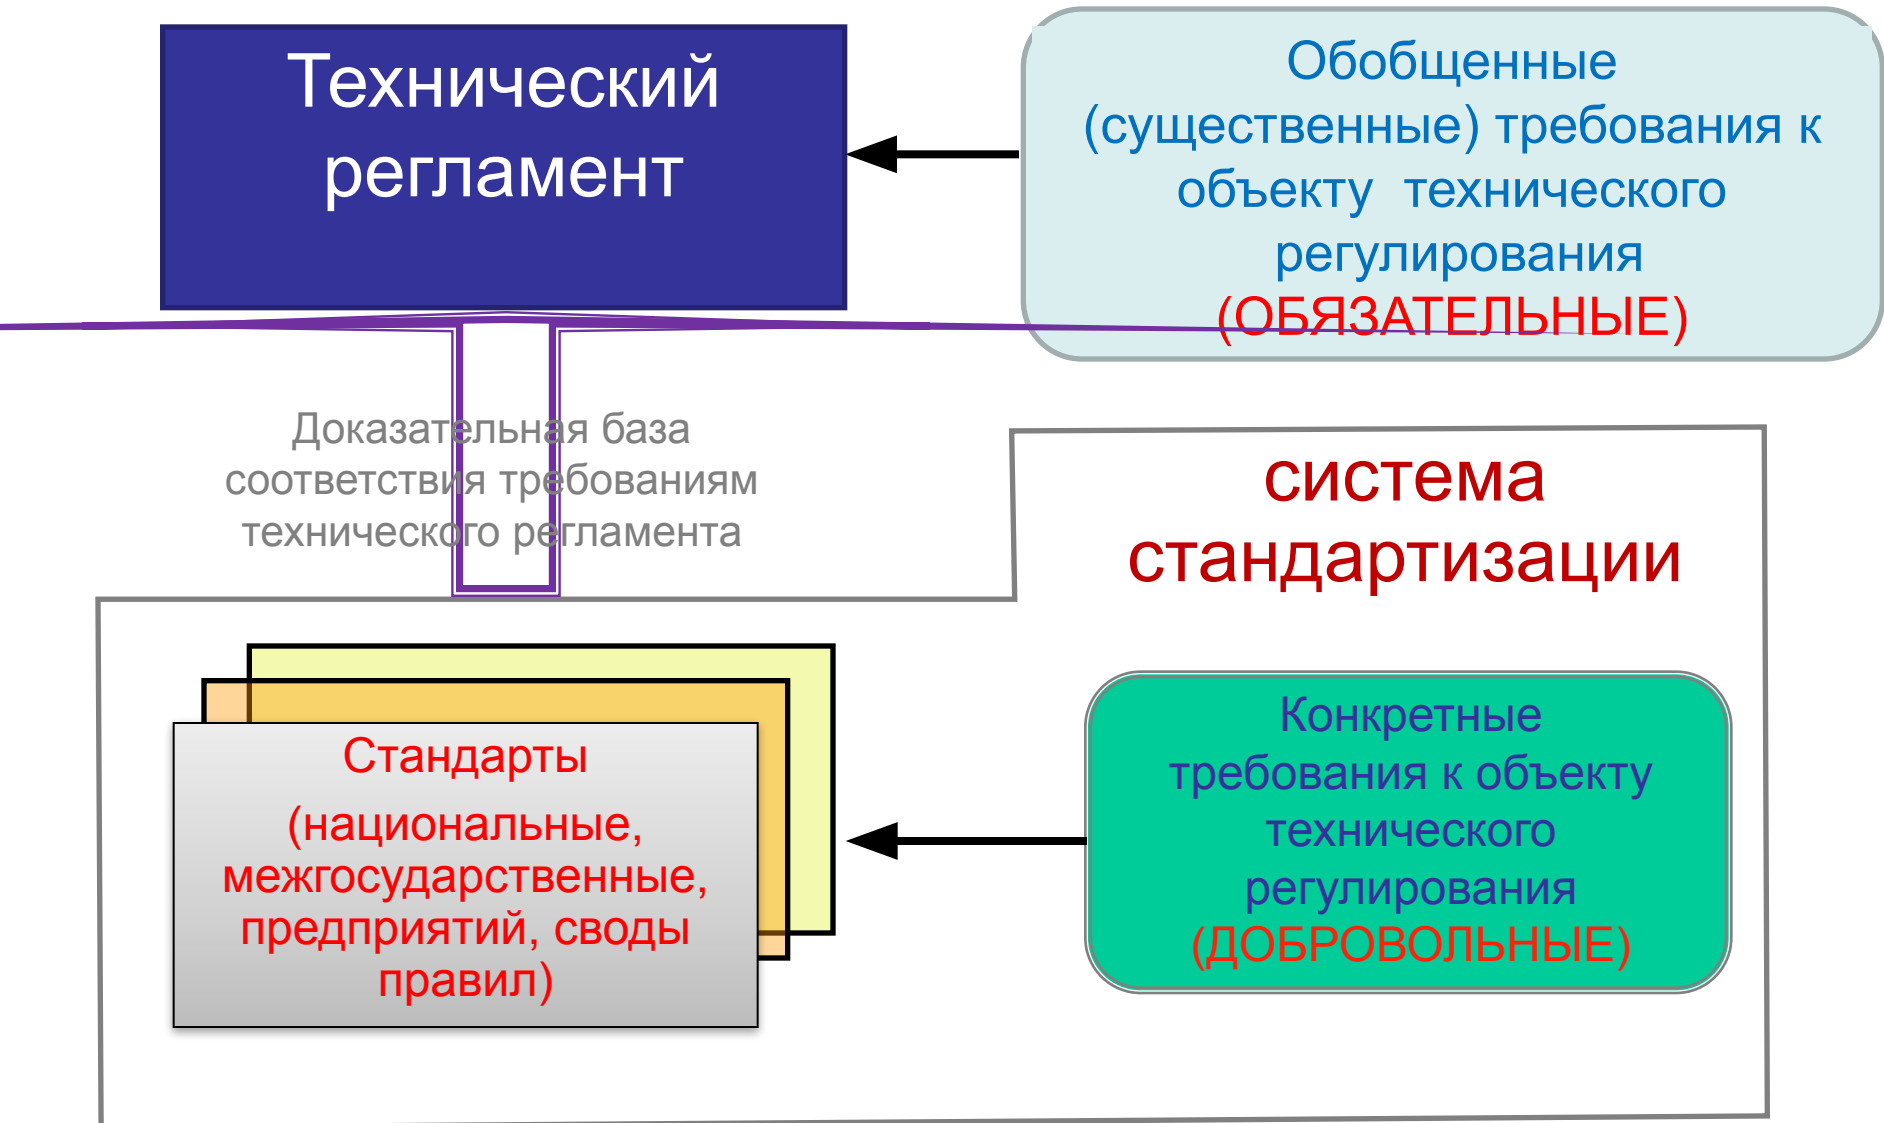 Технический
регламент
Обобщенные
(существенные) требования к
объекту технического
регулирования
(ОБЯЗАТЕЛЬНЫЕ)
Доказательная база
соответствия требованиям
технического регламента
система
стандартизации
Стандарты
(национальные,
межгосударственные,
предприятий, своды
правил)
Конкретные
требования к объекту
технического
регулирования
(ДОБРОВОЛЬНЫЕ)